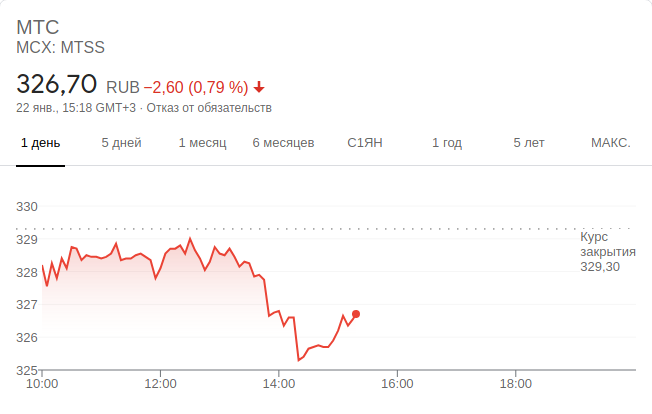 МТС
MCX: MTSS
326,70 RUB −2,60 (0,79 %)
22 янв., 15:18 GMT+3 · Отказ от обязательств
1 день 5 дней 1 месяц 6 месяцев С1ЯН 1 год 5 лет МАКС.
330
329
328
327
326
325
Курс
закрытия
329,30
10:00 12:00 14:00 16:00 18:00